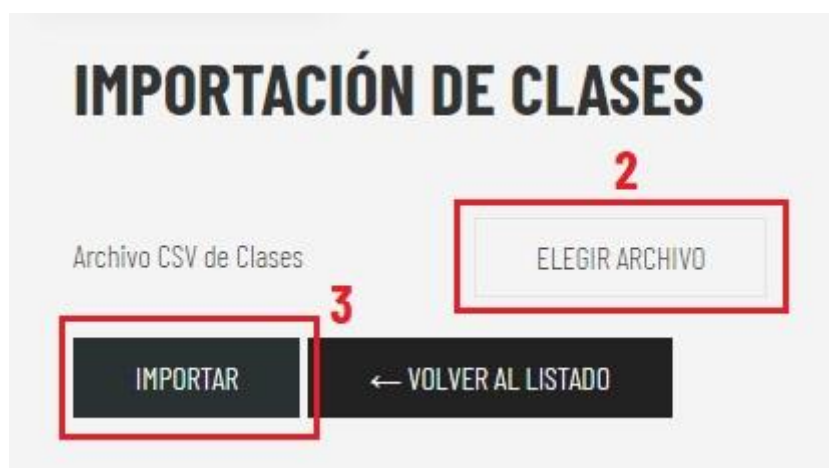 IMPORTACIÓN DE CLASES
2
Archivo CSV de Clases
ELEGIR ARCHIVO
3
IMPORTAR
← VOLVER AL LISTADO